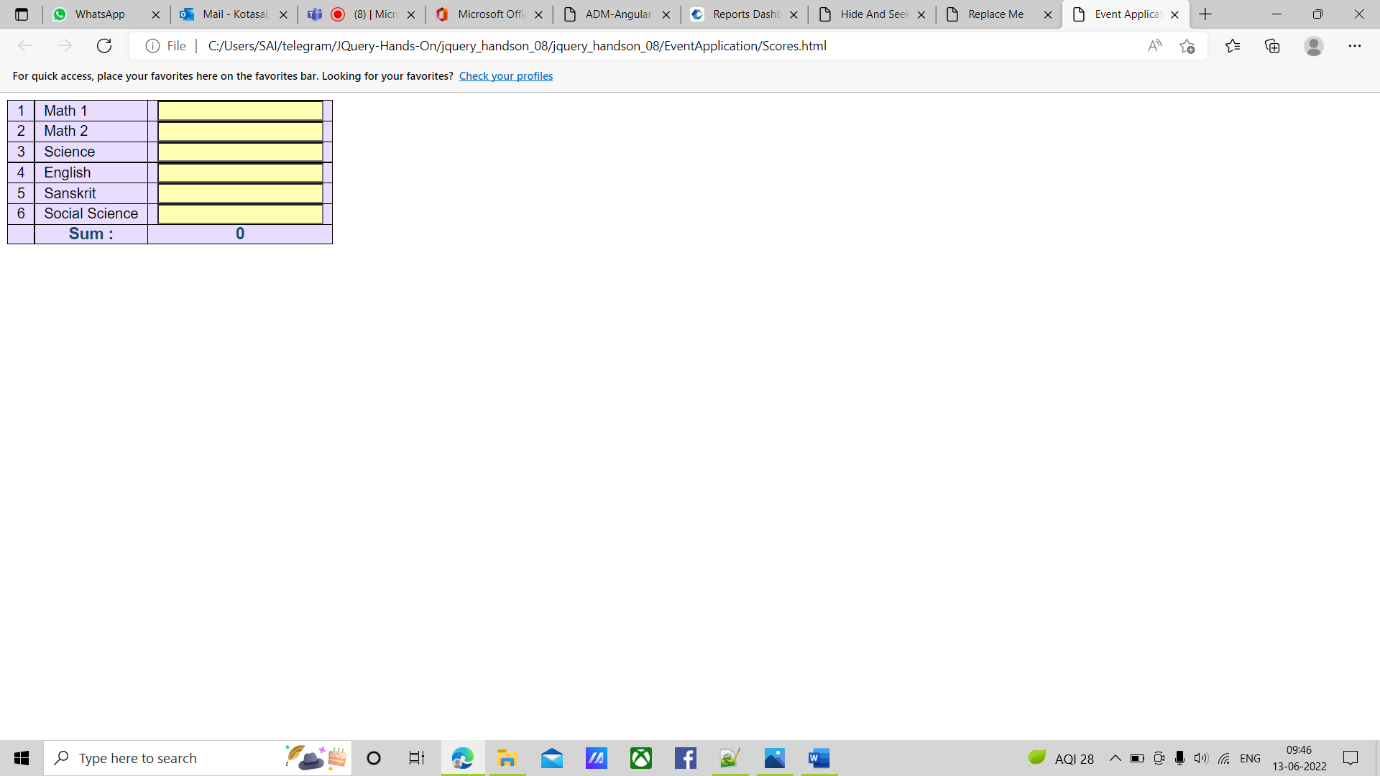 WhatsApp
Mail - Kotasai,
(8) | Micro
Microsoft Offi
ADM-Angular
Reports Dashb
Hide And Seek
Replace Me
Event Applicat
File | C:/Users/SAI/telegram/JQuery-Hands-On/jquery_handson_08/jquery_handson_08/EventApplication/Scores.html
For quick access, place your favorites here on the favorites bar. Looking for your favorites? Check your profiles
1 Math 1
2 Math 2
3 Science
4 English
5 Sanskrit
6 Social Science
Sum : 0
Type here to search
AQI 28
ENG
09:46
13-06-2022